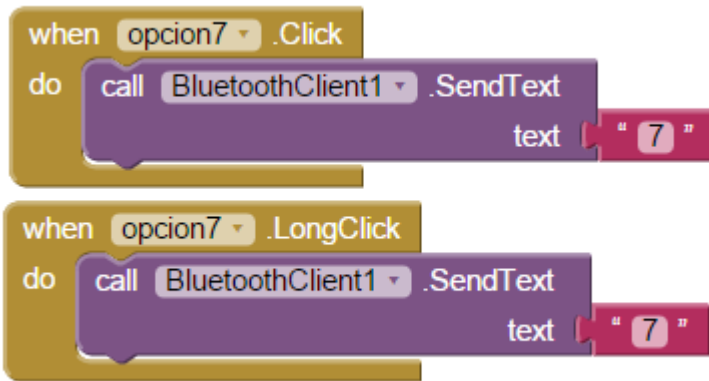 when opcion7 .Click
do call BluetoothClient1 .SendText
text " 7 "
when opcion7 .LongClick
do call BluetoothClient1 .SendText
text " 7 "